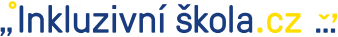 „Inkluzivní škola.cz ...“